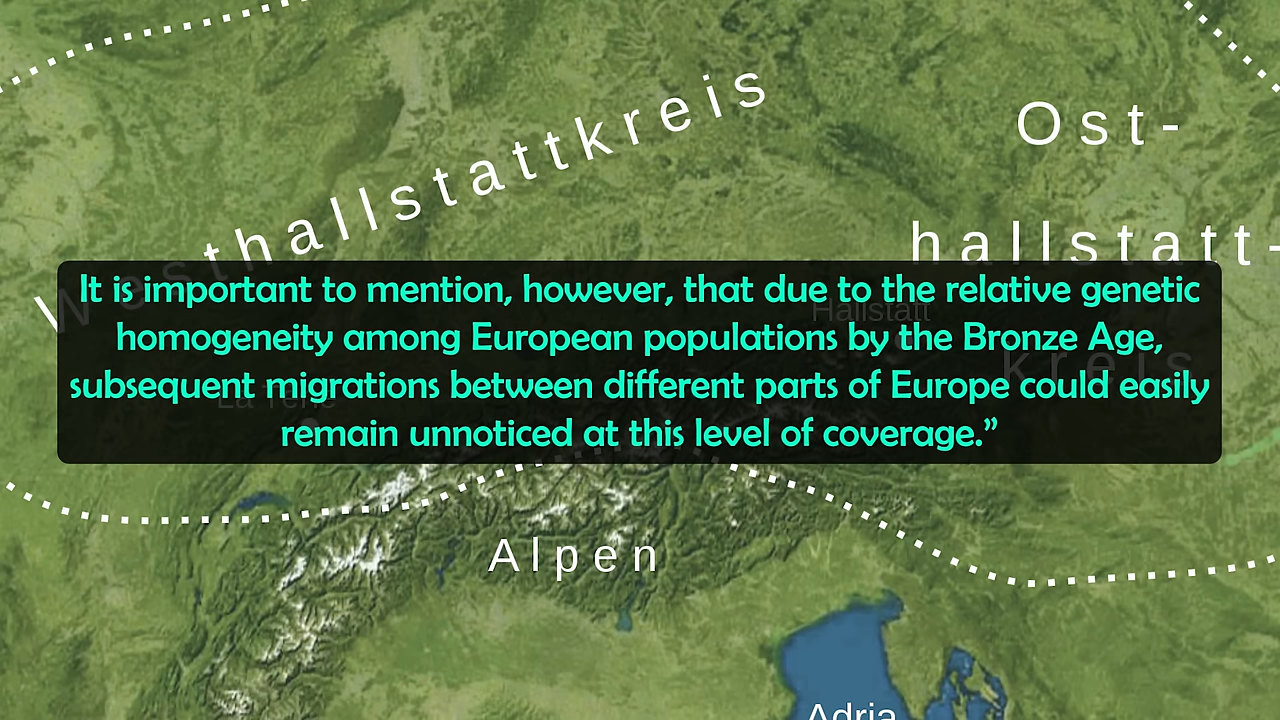 Westhallstattkreis
Ost-
hallstatt-
kreis
It is important to mention, however, that due to the relative genetic
homogeneity among European populations by the Bronze Age,
subsequent migrations between different parts of Europe could easily
remain unnoticed at this level of coverage.”
Hallstatt
La Tène
Alpen
Adria